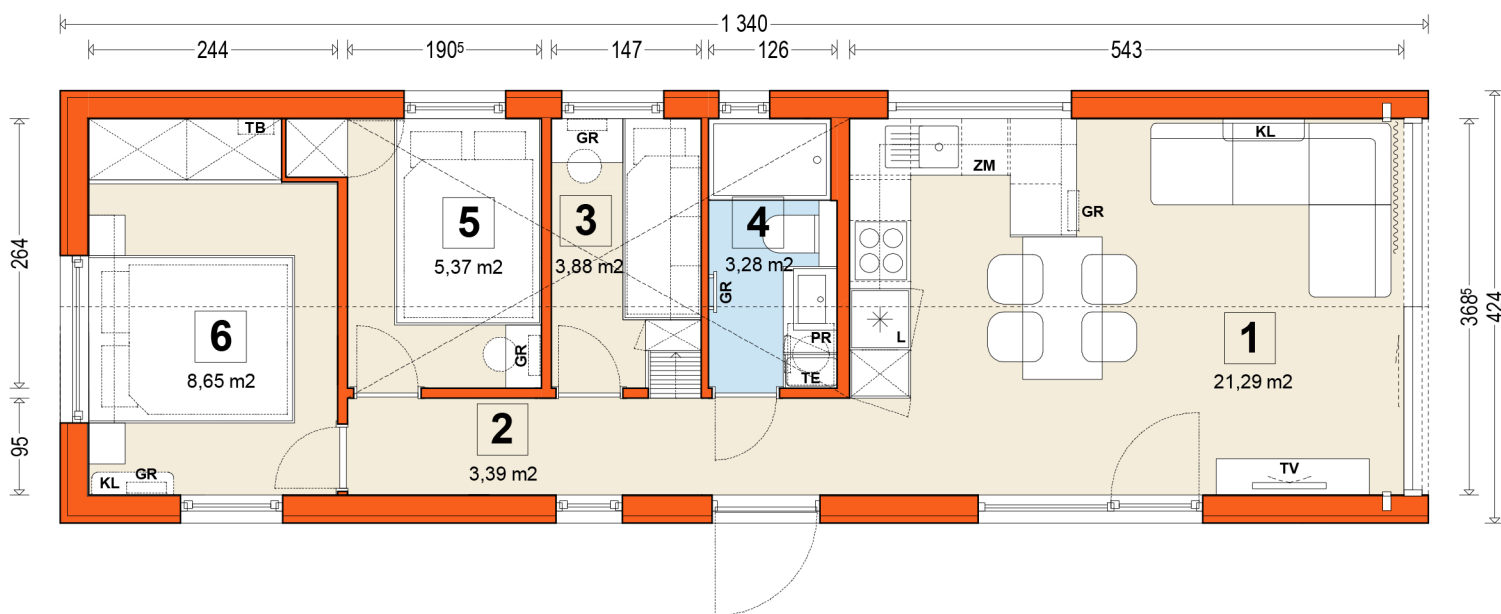 1 340
244
190⁵
147
126
543
TB
GR
KL
ZM
GR
5
5,37 m2
3
3,88 m2
4
3,28 m2
264
GR
368⁵
424
6
8,65 m2
PR
L
1
21,29 m2
GR
TE
95
2
3,39 m2
KL
GR
TV